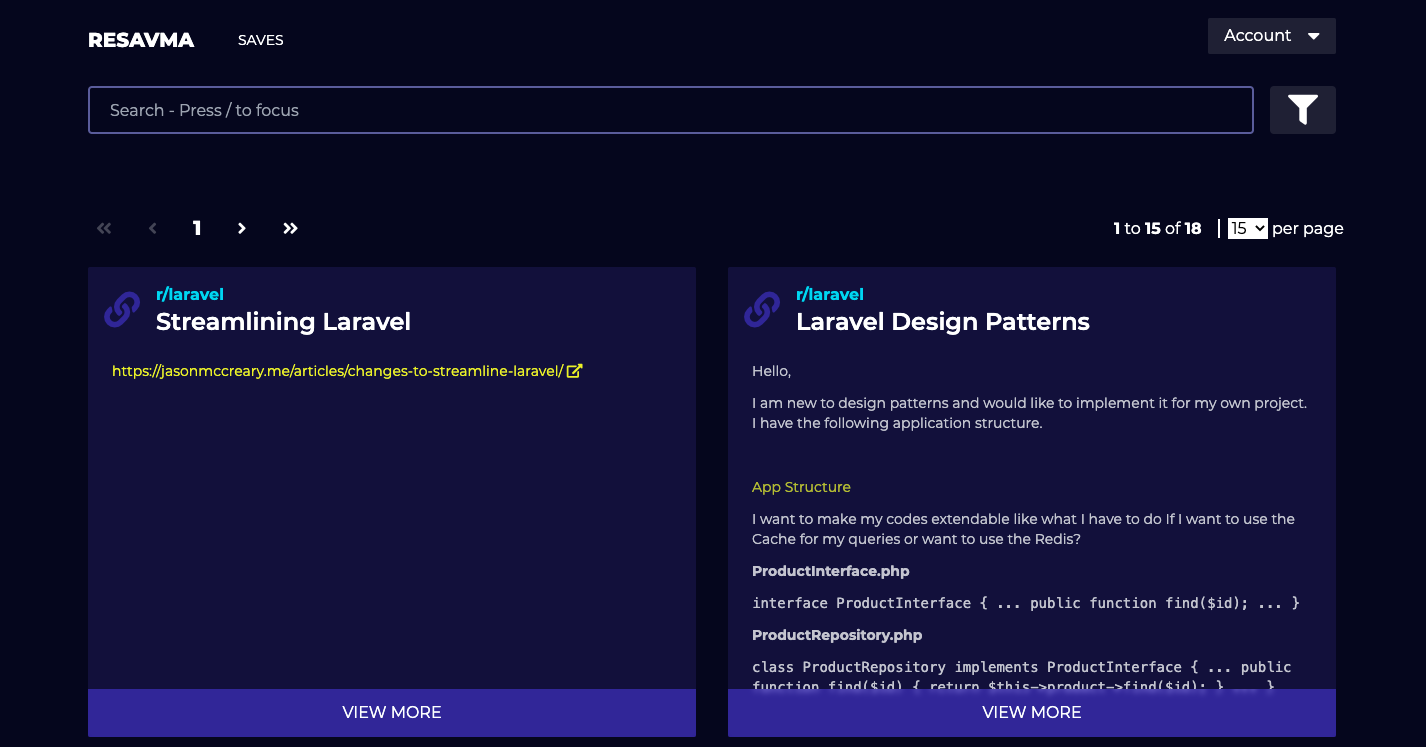 RESAVMA
SAVES
Account
Search - Press / to focus
1
1 to 15 of 18 | 15 per page
r/laravel
Streamlining Laravel
https://jasonmccreary.me/articles/changes-to-streamline-laravel/
VIEW MORE
r/laravel
Laravel Design Patterns
Hello,
I am new to design patterns and would like to implement it for my own project.
I have the following application structure.
App Structure
I want to make my codes extendable like what I have to do If I want to use the
Cache for my queries or want to use the Redis?
ProductInterface.php
interface ProductInterface { ... public function find($id); ... }
ProductRepository.php
class ProductRepository implements ProductInterface { ... public
function find($id) { return $this->product->find($id); } ... }
VIEW MORE